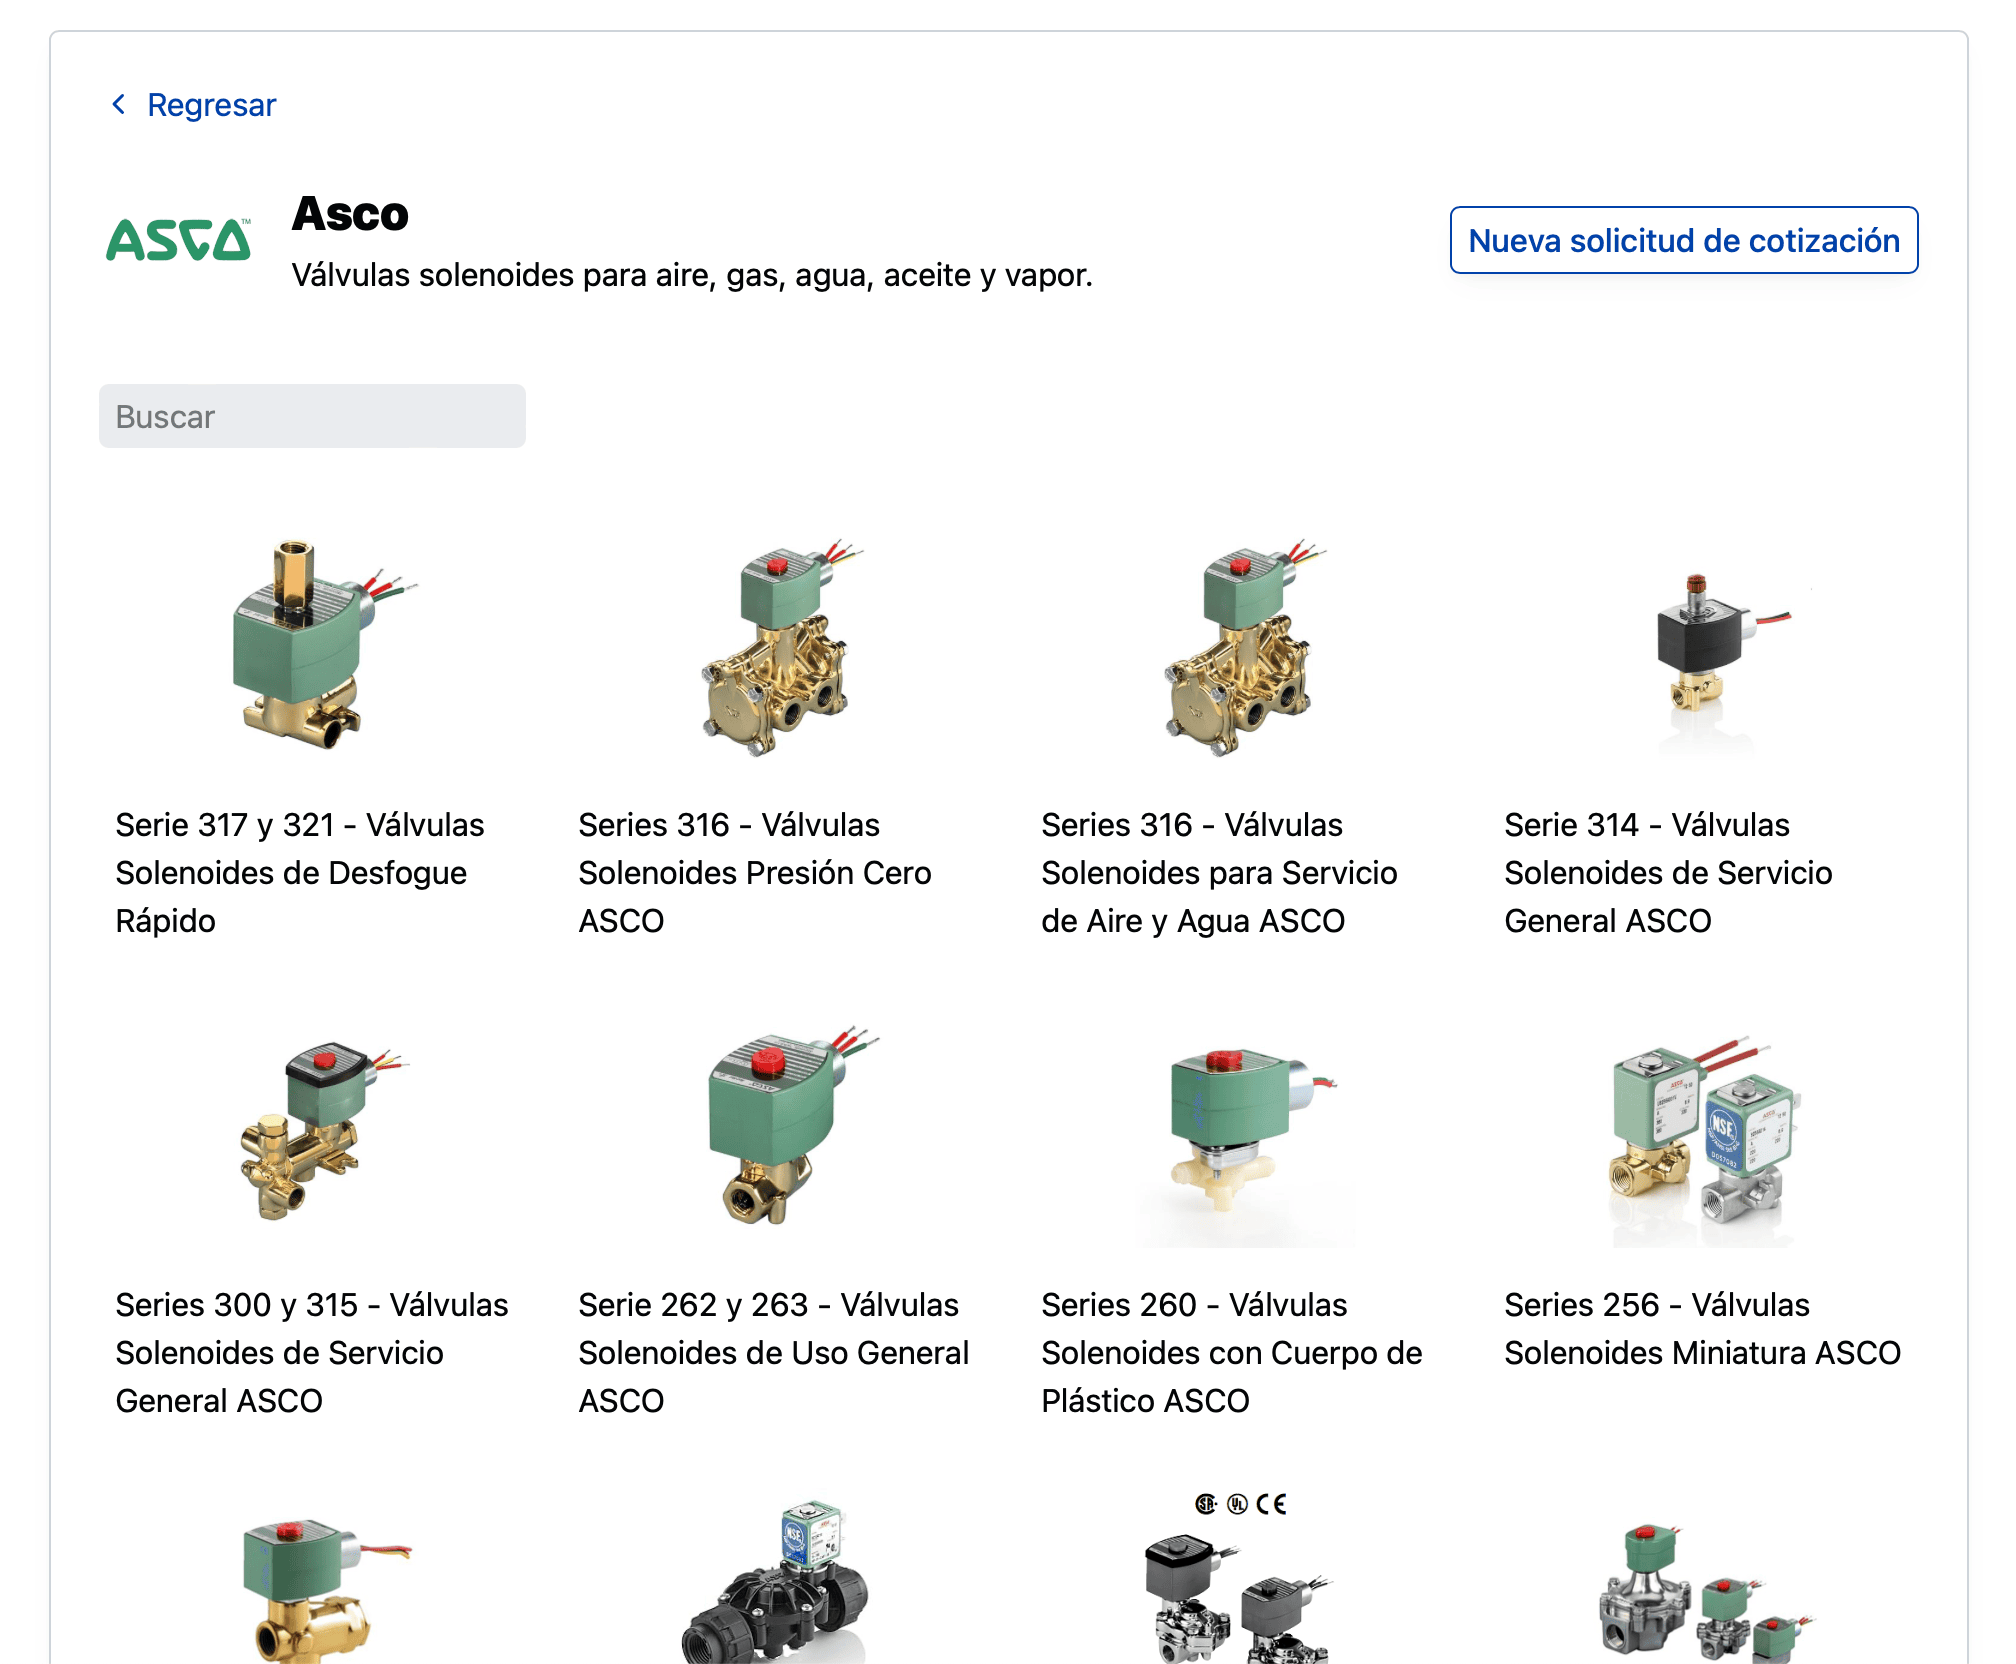 Regresar
ASCO™
Asco
Válvulas solenoides para aire, gas, agua, aceite y vapor.
Nueva solicitud de cotización
Buscar
Serie 317 y 321 - Válvulas
Solenoides de Desfogue
Rápido
Series 316 - Válvulas
Solenoides Presión Cero
ASCO
Series 316 - Válvulas
Solenoides para Servicio
de Aire y Agua ASCO
Serie 314 - Válvulas
Solenoides de Servicio
General ASCO
NSF
Series 300 y 315 - Válvulas
Solenoides de Servicio
General ASCO
Serie 262 y 263 - Válvulas
Solenoides de Uso General
ASCO
Series 260 - Válvulas
Solenoides con Cuerpo de
Plástico ASCO
Series 256 - Válvulas
Solenoides Miniatura ASCO
NSF
UL CE